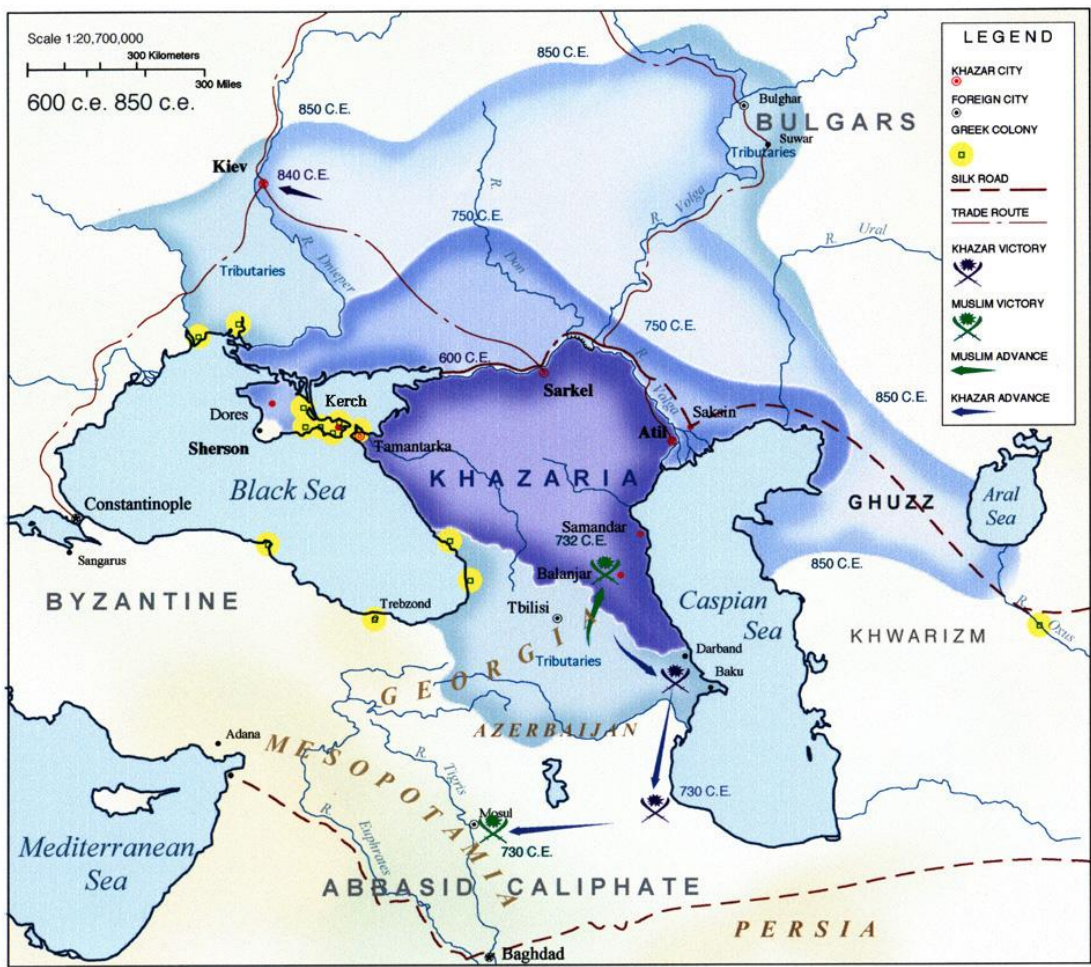 Scale 1:20,700,000
300 Kilometers
300 Miles
600 c.e. 850 c.e.
LEGEND
KHAZAR CITY
FOREIGN CITY
GREEK COLONY
SILK ROAD
TRADE ROUTE
KHAZAR VICTORY
MUSLIM VICTORY
MUSLIM ADVANCE
KHAZAR ADVANCE
850 C.E.
850 C.E.
Bulghar
BULGARS
Suwar
Tributaries
Kiev
840 C.E.
R.
Don
R. Volga
750 C.E.
R. Ural
R. Dnieper
Tributaries
750 C.E.
600 C.E.
Sarkel
R. Volga
850 C.E.
Kerch
Dores
Saksin
Sherson
Tamantarka
Atil
KHAZARIA
Black Sea
GHUZZ
Aral Sea
Constantinople
Samandar
732 C.E.
850 C.E.
Sangarus
Balanjar
BYZANTINE
Trebzond
Tbilisi
Caspian Sea
KHWARIZM
R. Oxus
GEORGIA
Tributaries
Darband
Baku
AZERBAIJAN
Adana
MESOPOTAMIA
R. Tigris
730 C.E.
R. Euphrates
Mosul
730 C.E.
Mediterranean Sea
ABBASID CALIPHATE
PERSIA
Baghdad